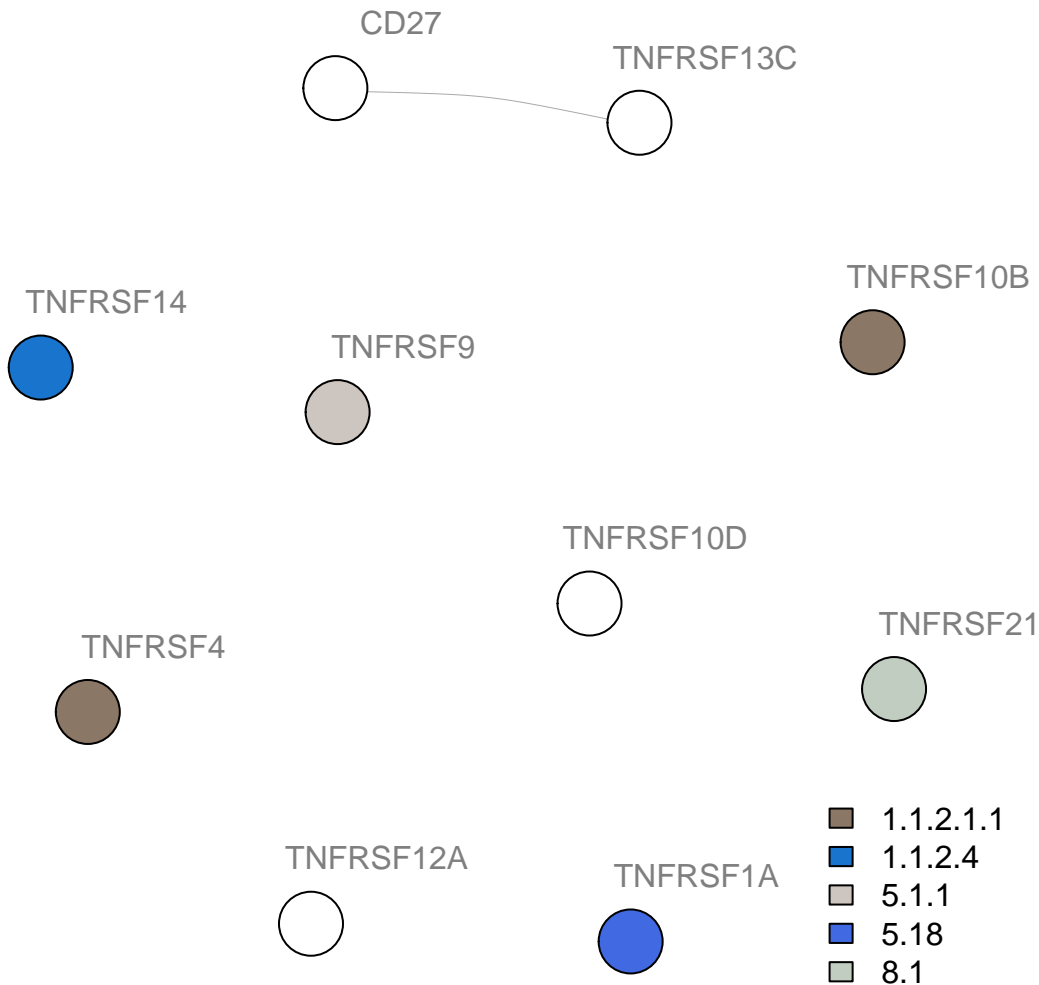 CD27
TNFRSF13C
TNFRSF10B
TNFRSF14
TNFRSF9
TNFRSF10D
TNFRSF21
TNFRSF4
TNFRSF12A
TNFRSF1A
1.1.2.1.1
1.1.2.4
5.1.1
5.18
8.1